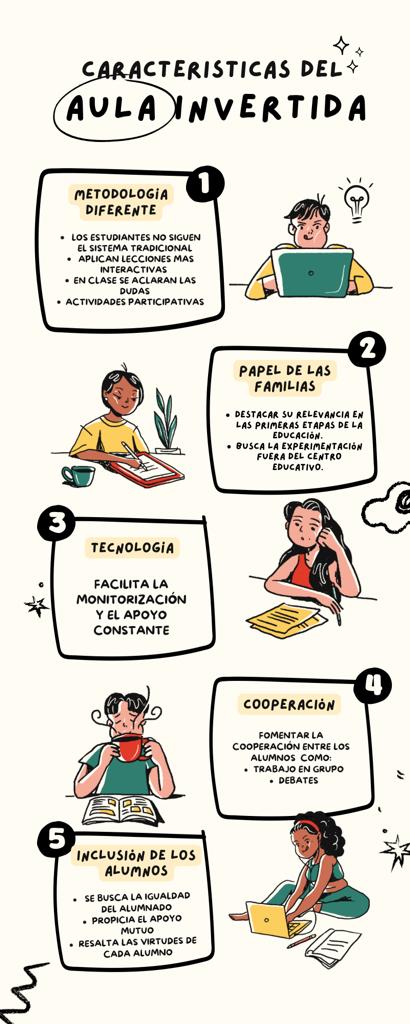 CARACTERISTICAS DEL
AULA INVERTIDA
1
METODOLOGÍA
DIFERENTE
• LOS ESTUDIANTES NO SIGUEN
EL SISTEMA TRADICIONAL
• APLICAN LECCIONES MAS
INTERACTIVAS
• EN CLASE SE ACLARAN LAS
DUDAS
• ACTIVIDADES PARTICIPATIVAS
2
PAPEL DE LAS
FAMILIAS
• DESTACAR SU RELEVANCIA EN
LAS PRIMERAS ETAPAS DE LA
EDUCACIÓN.
• BUSCA LA EXPERIMENTACIÓN
FUERA DEL CENTRO
EDUCATIVO.
3
TECNOLOGÍA
FACILITA LA
MONITORIZACIÓN
Y EL APOYO
CONSTANTE
4
COOPERACIÓN
FOMENTAR LA
COOPERACIÓN ENTRE LOS
ALUMNOS COMO:
• TRABAJO EN GRUPO
• DEBATES
5
INCLUSIÓN DE LOS
ALUMNOS
• SE BUSCA LA IGUALDAD
DEL ALUMNADO
• PROPICIA EL APOYO
MUTUO
• RESALTA LAS VIRTUDES DE
CADA ALUMNO